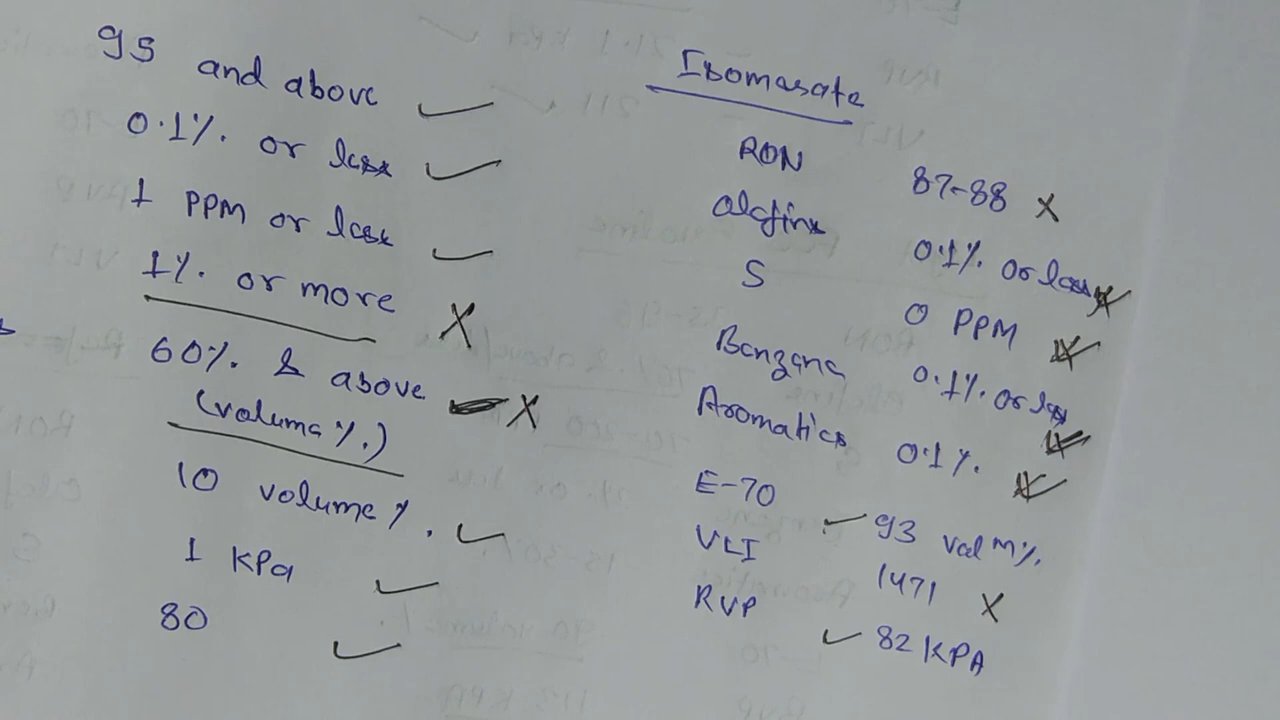 95 and above ✓
0.1%. or less ✓
1 PPM or less ✓
1%. or more X
60%. & above X
(volume %.)
10 volume %. ✓
1 KPa ✓
80 ✓
Isomerate
RON 87-88 X
Olefins 0.1%. or less
S 0 PPM
Benzene 0.1%. or less
Aromatics 0.1%.
E-70 ✓ 93 volm%.
VLI 1471 X
RVP ✓ 82 KPA